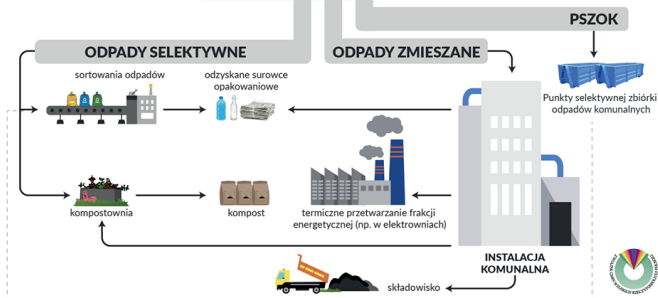 PSZOK
ODPADY SELEKTYWNE
ODPADY ZMIESZANE
sortowania odpadów
odzyskane surowce
opakowaniowe
Punkty selektywnej zbiórki
odpadów komunalnych
kompostownia
kompost
termiczne przetwarzanie frakcji
energetycznej (np. w elektrowniach)
INSTALACJA
KOMUNALNA
składowisko